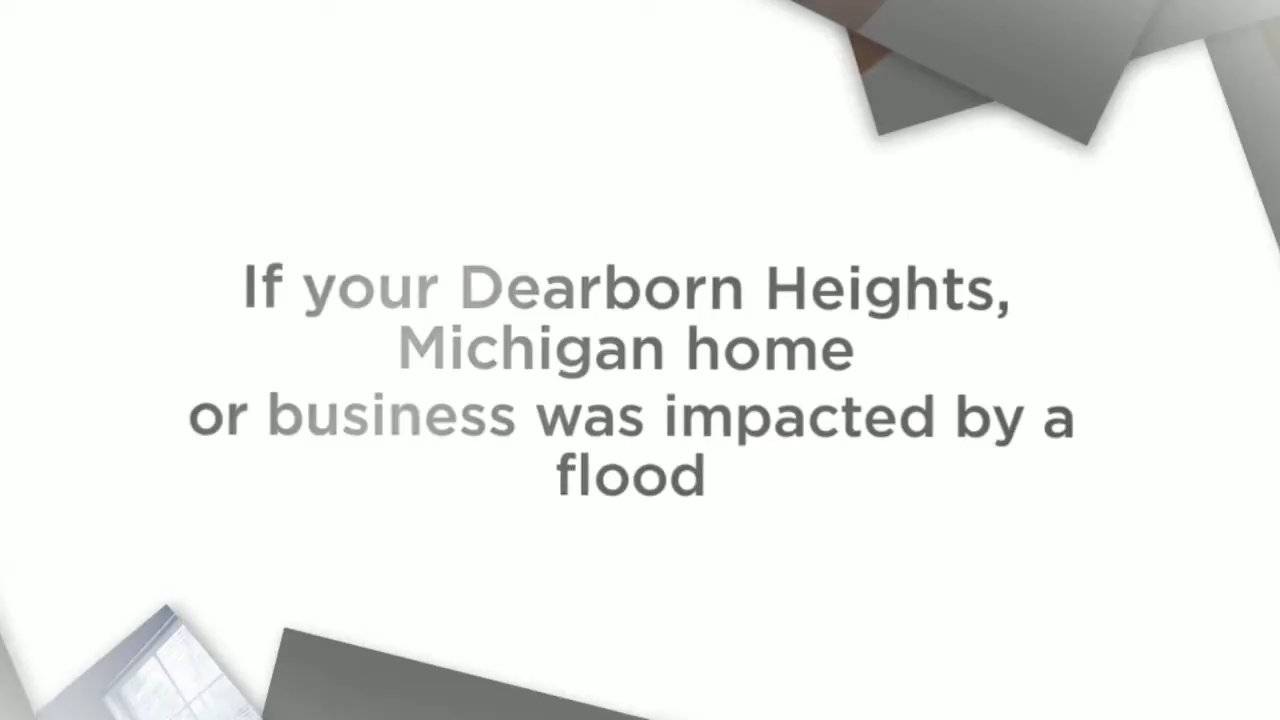 If your Dearborn Heights,
Michigan home
or business was impacted by a
flood